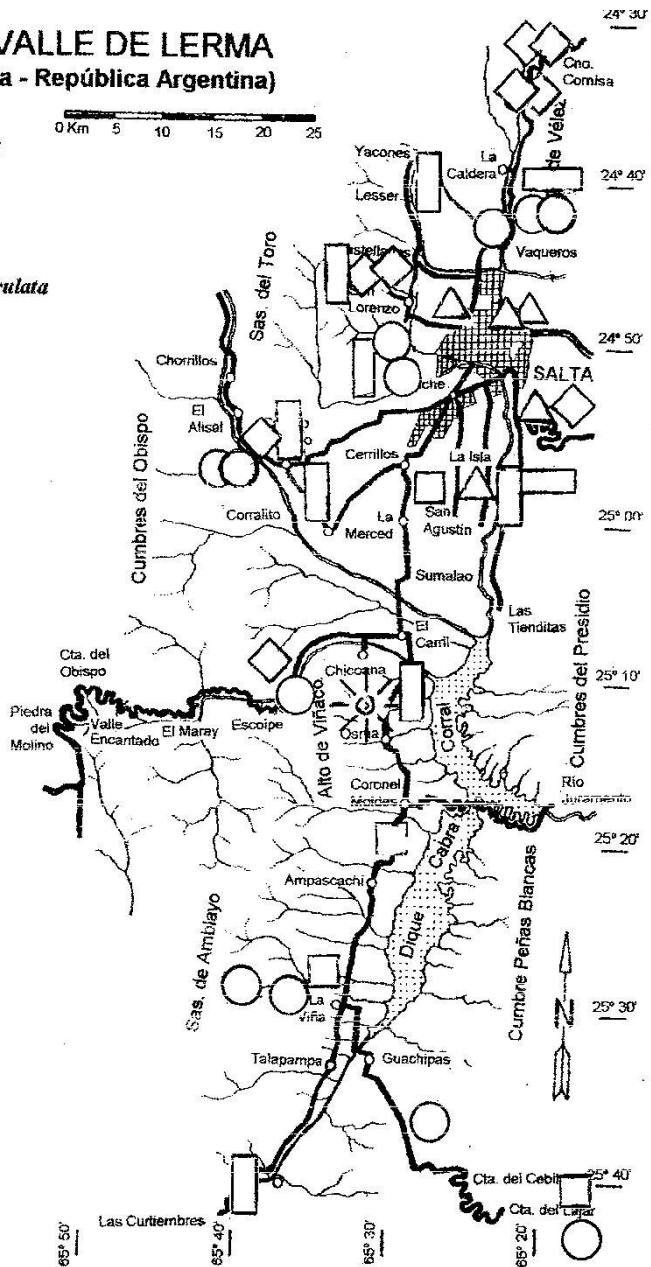 VALLE DE LERMA
a - República Argentina)
0 Km 5 10 15 20 25
24° 30'
Cno. Cornisa
de Vélez
Yacones
La Caldera
24° 40'
Lesser
Vaqueros
rulata
Sas. del Toro
Lorenzo
24° 50'
Chorrillos
SALTA
El Alisal
Cerrillos
La Isla
Cumbres del Obispo
Corralito
La Merced
San Agustín
25° 00'
Sumalao
Las Tienditas
El Carril
Cumbres del Presidio
Cta. del Obispo
Chicoana
25° 10'
Piedra del Molino
Valle Encantado
El Maray
Escoipe
Alto de Viñaco
Osma
Corral
Coronel Moldes
Río Juramento
25° 20'
Cabra
Ampascachi
Dique
Cumbre Peñas Blancas
Sas. de Amblayo
N
25° 30'
La Viña
Talapampa
Guachipas
Cta. del Cebil
25° 40'
Cta. del Lajar
Las Curtiembres
65° 50'
65° 40'
65° 30'
65° 20'